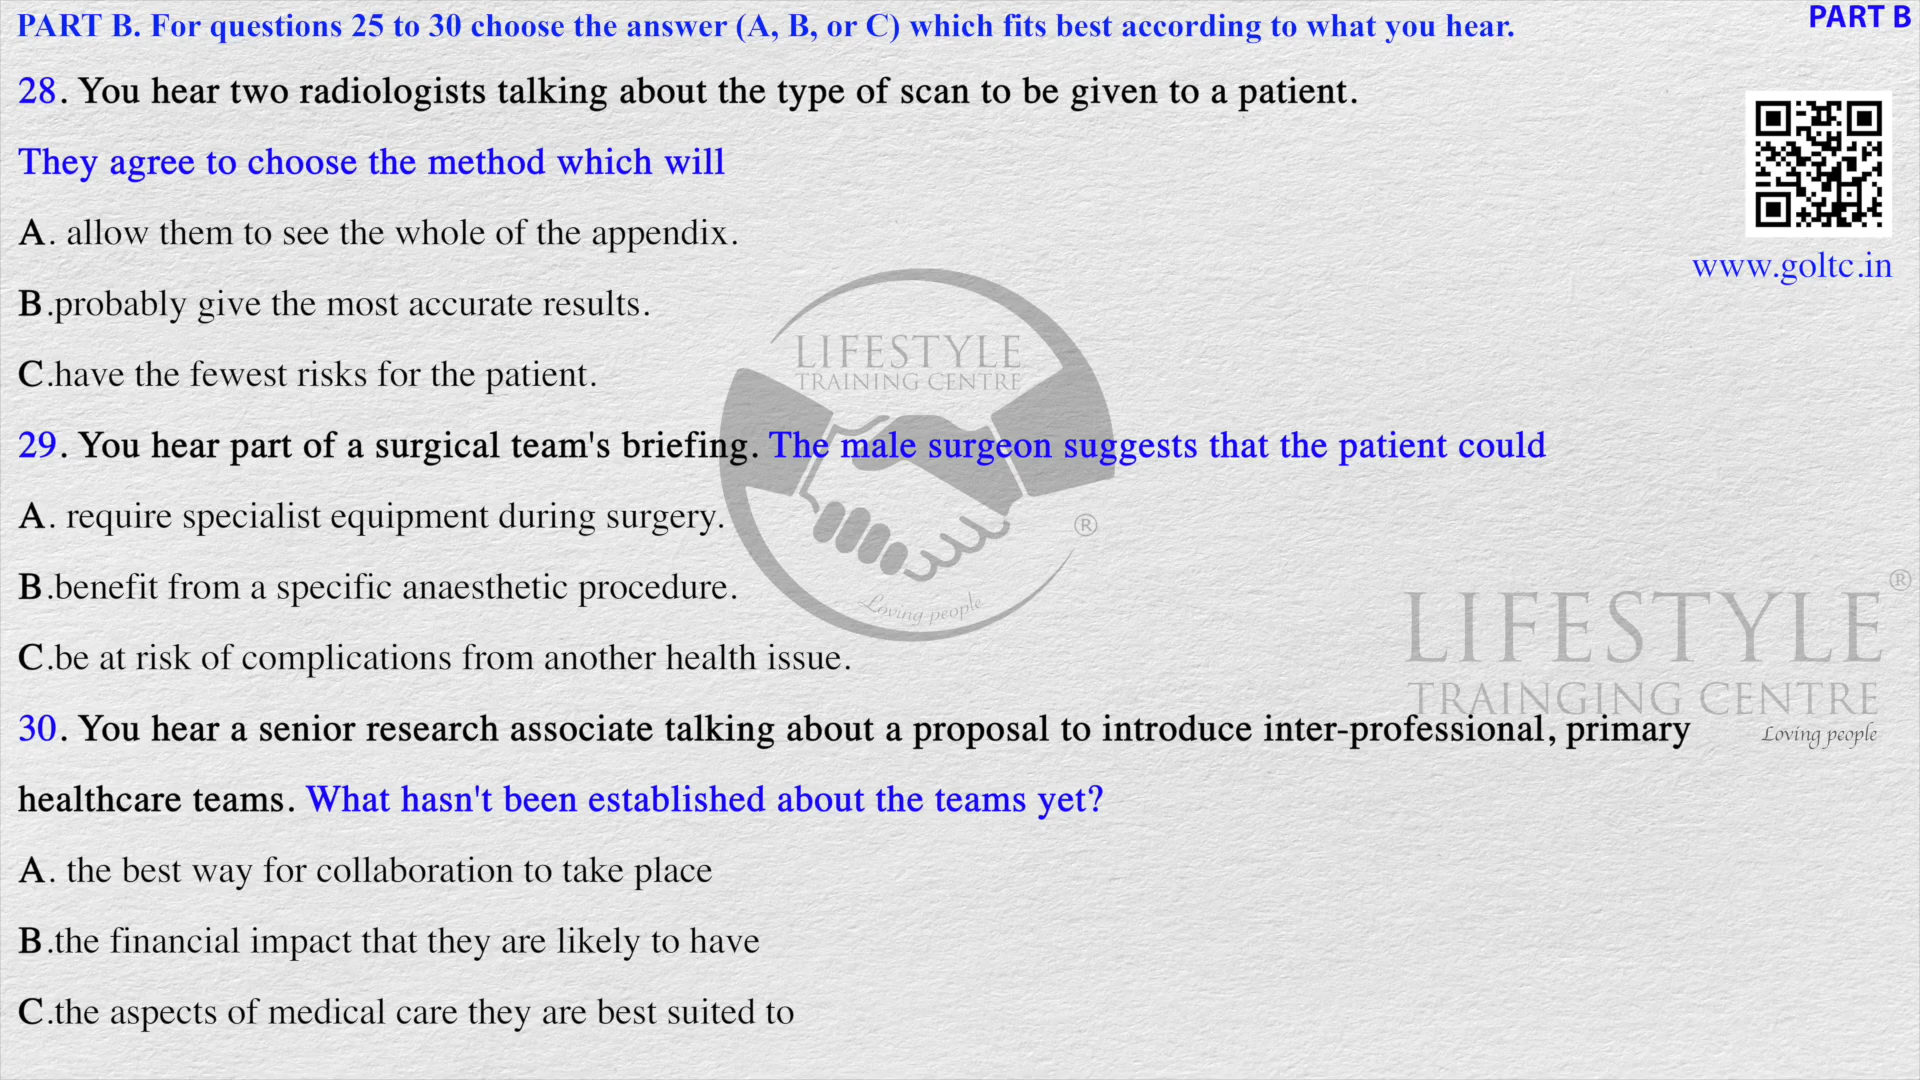 PART B. For questions 25 to 30 choose the answer (A, B, or C) which fits best according to what you hear.
PART B
28. You hear two radiologists talking about the type of scan to be given to a patient.
They agree to choose the method which will
A. allow them to see the whole of the appendix.
B.probably give the most accurate results.
C.have the fewest risks for the patient.
www.goltc.in
LIFESTYLE
TRAINING CENTRE
®
Loving people
29. You hear part of a surgical team's briefing. The male surgeon suggests that the patient could
A. require specialist equipment during surgery.
B.benefit from a specific anaesthetic procedure.
C.be at risk of complications from another health issue.
LIFESTYLE ®
TRAINGING CENTRE
Loving people
30. You hear a senior research associate talking about a proposal to introduce inter-professional, primary
healthcare teams. What hasn't been established about the teams yet?
A. the best way for collaboration to take place
B.the financial impact that they are likely to have
C.the aspects of medical care they are best suited to